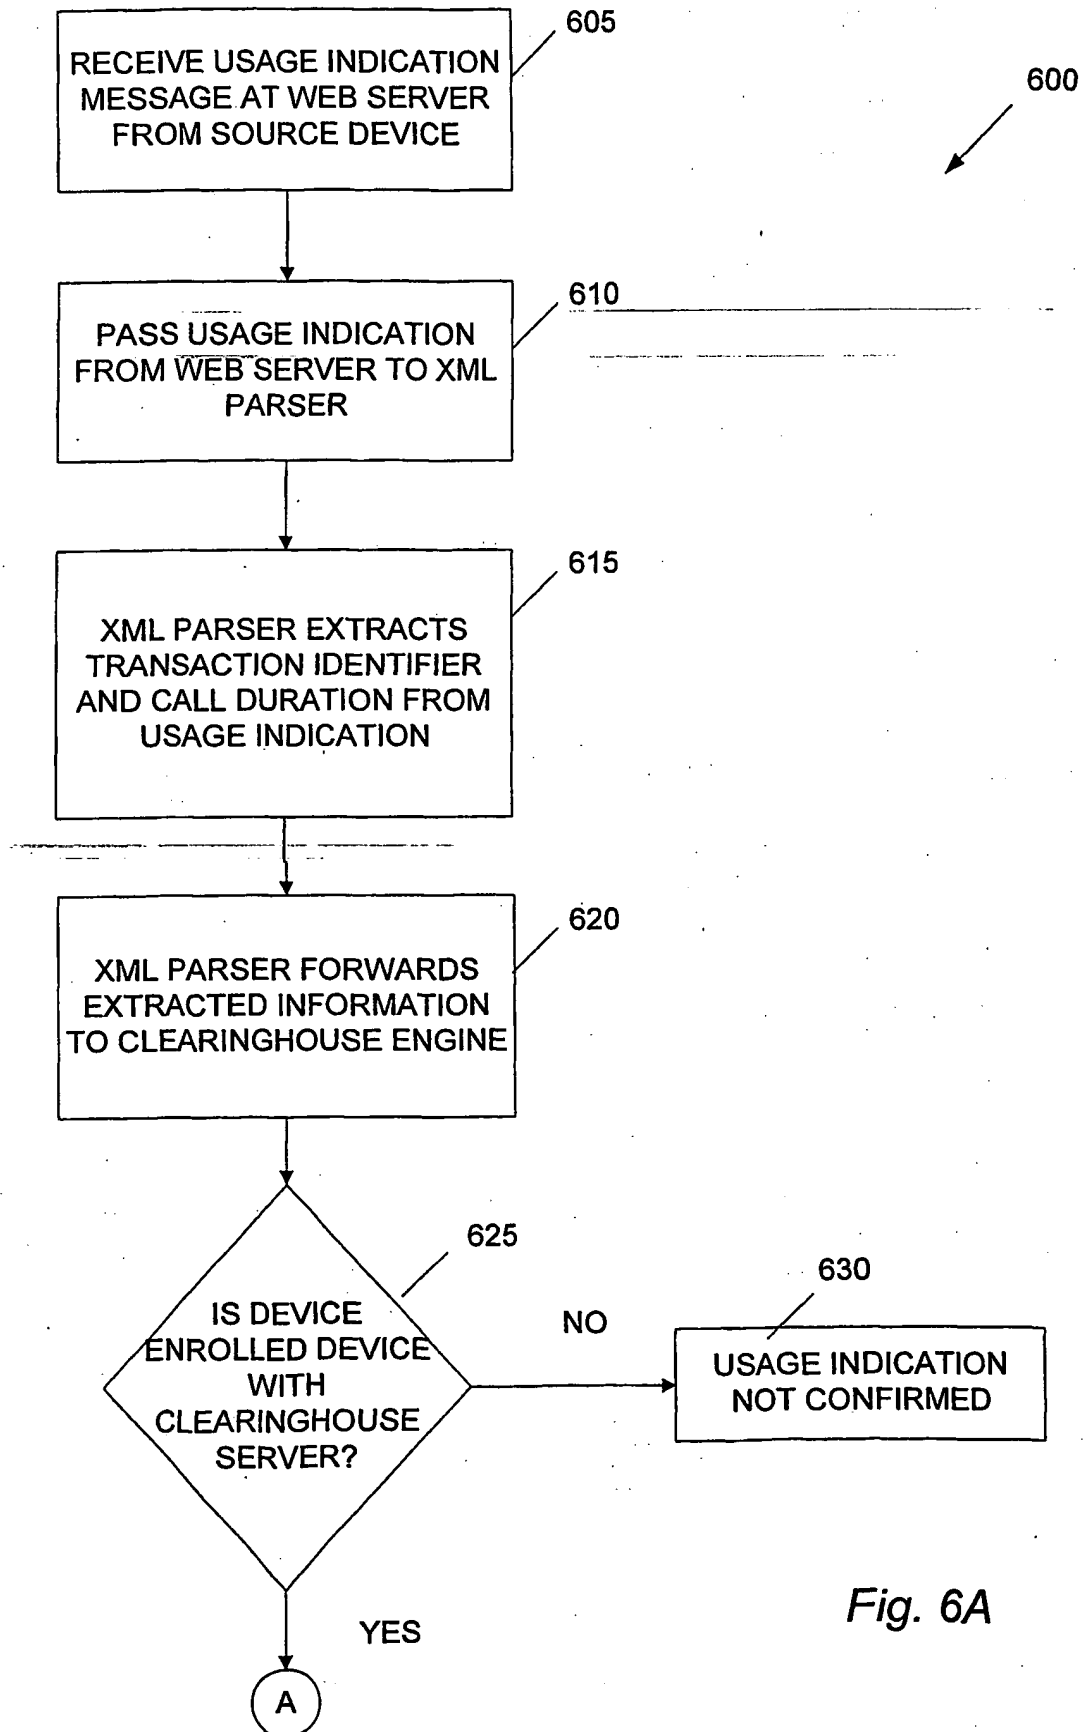 605
RECEIVE USAGE INDICATION
MESSAGE AT WEB SERVER
FROM SOURCE DEVICE
600
610
PASS USAGE INDICATION
FROM WEB SERVER TO XML
PARSER
615
XML PARSER EXTRACTS
TRANSACTION IDENTIFIER
AND CALL DURATION FROM
USAGE INDICATION
620
XML PARSER FORWARDS
EXTRACTED INFORMATION
TO CLEARINGHOUSE ENGINE
625
IS DEVICE
ENROLLED DEVICE
WITH
CLEARINGHOUSE
SERVER?
NO
630
USAGE INDICATION
NOT CONFIRMED
YES
A
Fig. 6A